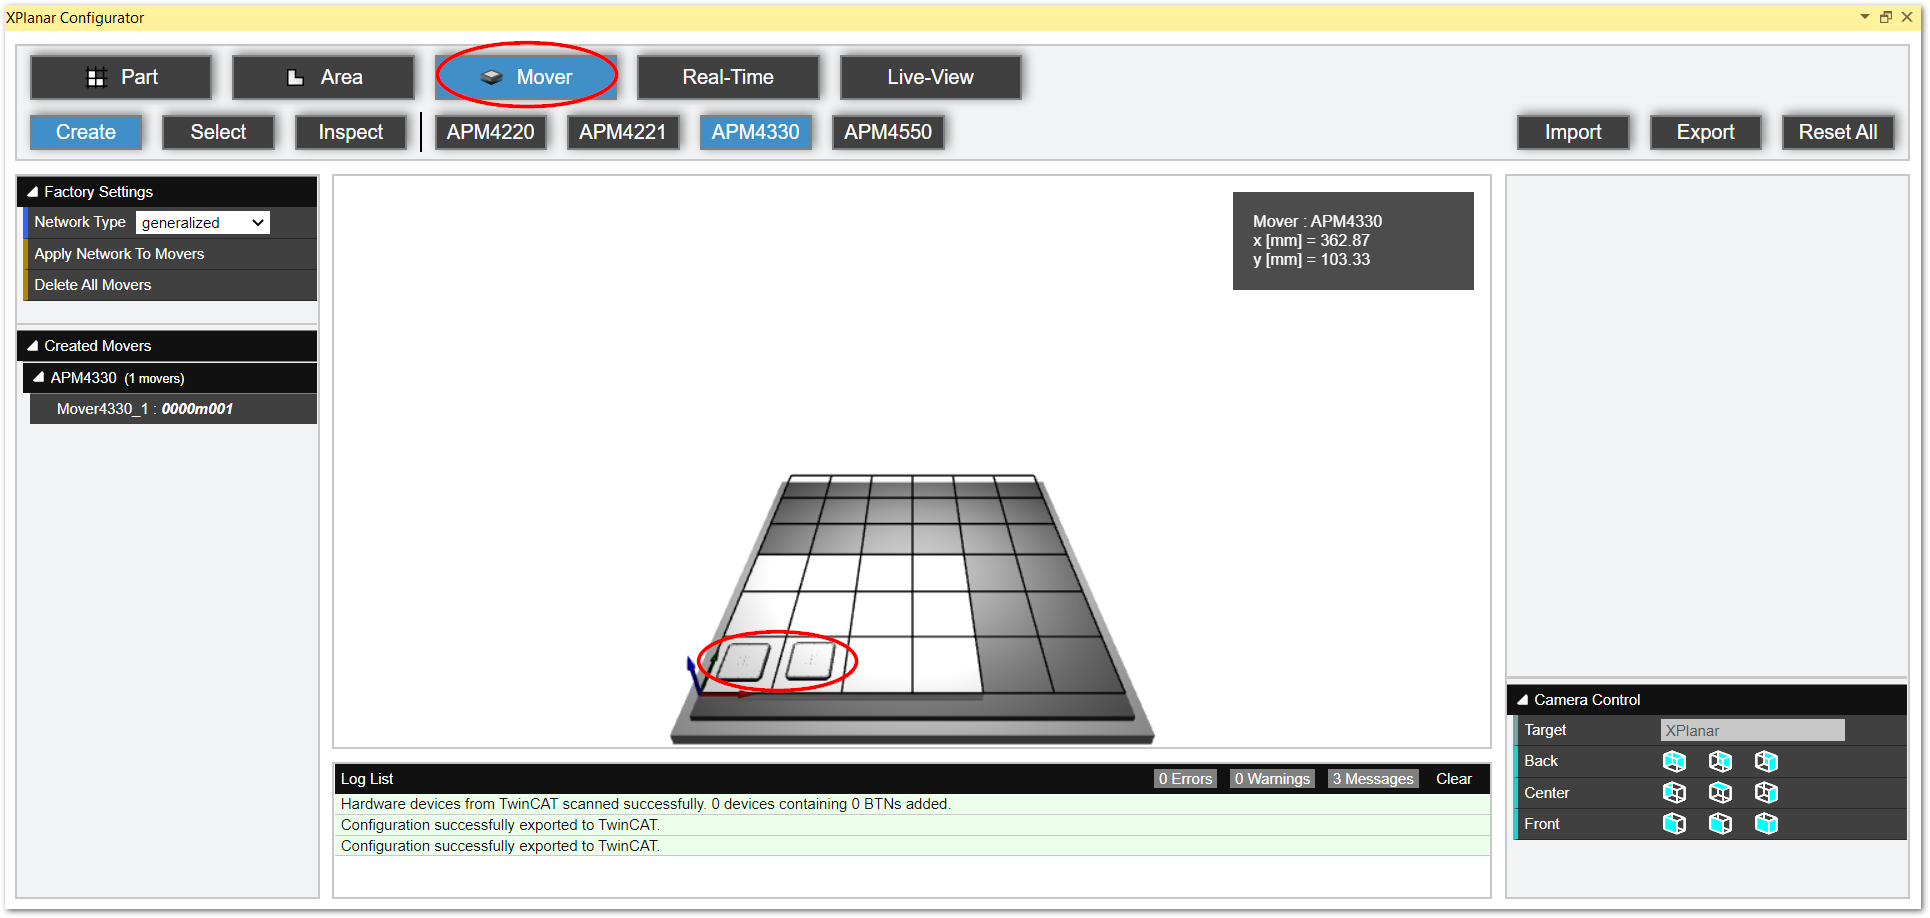 XPlanar Configurator
Part
Area
Mover
Real-Time
Live-View
Create
Select
Inspect
APM4220
APM4221
APM4330
APM4550
Import
Export
Reset All
Factory Settings
Network Type generalized
Apply Network To Movers
Delete All Movers
Created Movers
APM4330 (1 movers)
Mover4330_1 : 0000m001
Mover : APM4330
x [mm] = 362.87
y [mm] = 103.33
Log List
0 Errors
0 Warnings
3 Messages
Clear
Hardware devices from TwinCAT scanned successfully. 0 devices containing 0 BTNs added.
Configuration successfully exported to TwinCAT.
Configuration successfully exported to TwinCAT.
Camera Control
Target XPlanar
Back
Center
Front